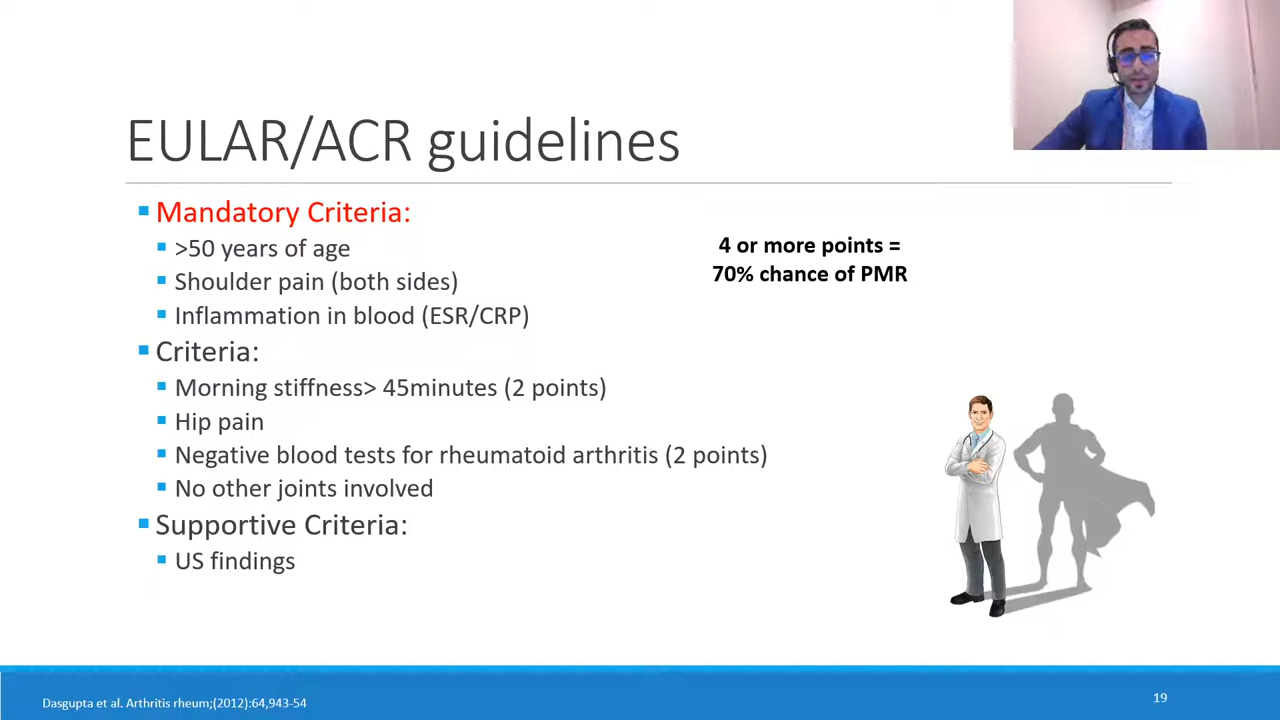 EULAR/ACR guidelines
Mandatory Criteria:
>50 years of age
Shoulder pain (both sides)
Inflammation in blood (ESR/CRP)
Criteria:
Morning stiffness> 45minutes (2 points)
Hip pain
Negative blood tests for rheumatoid arthritis (2 points)
No other joints involved
Supportive Criteria:
US findings
4 or more points =
70% chance of PMR
Dasgupta et al. Arthritis rheum;(2012):64,943-54
19